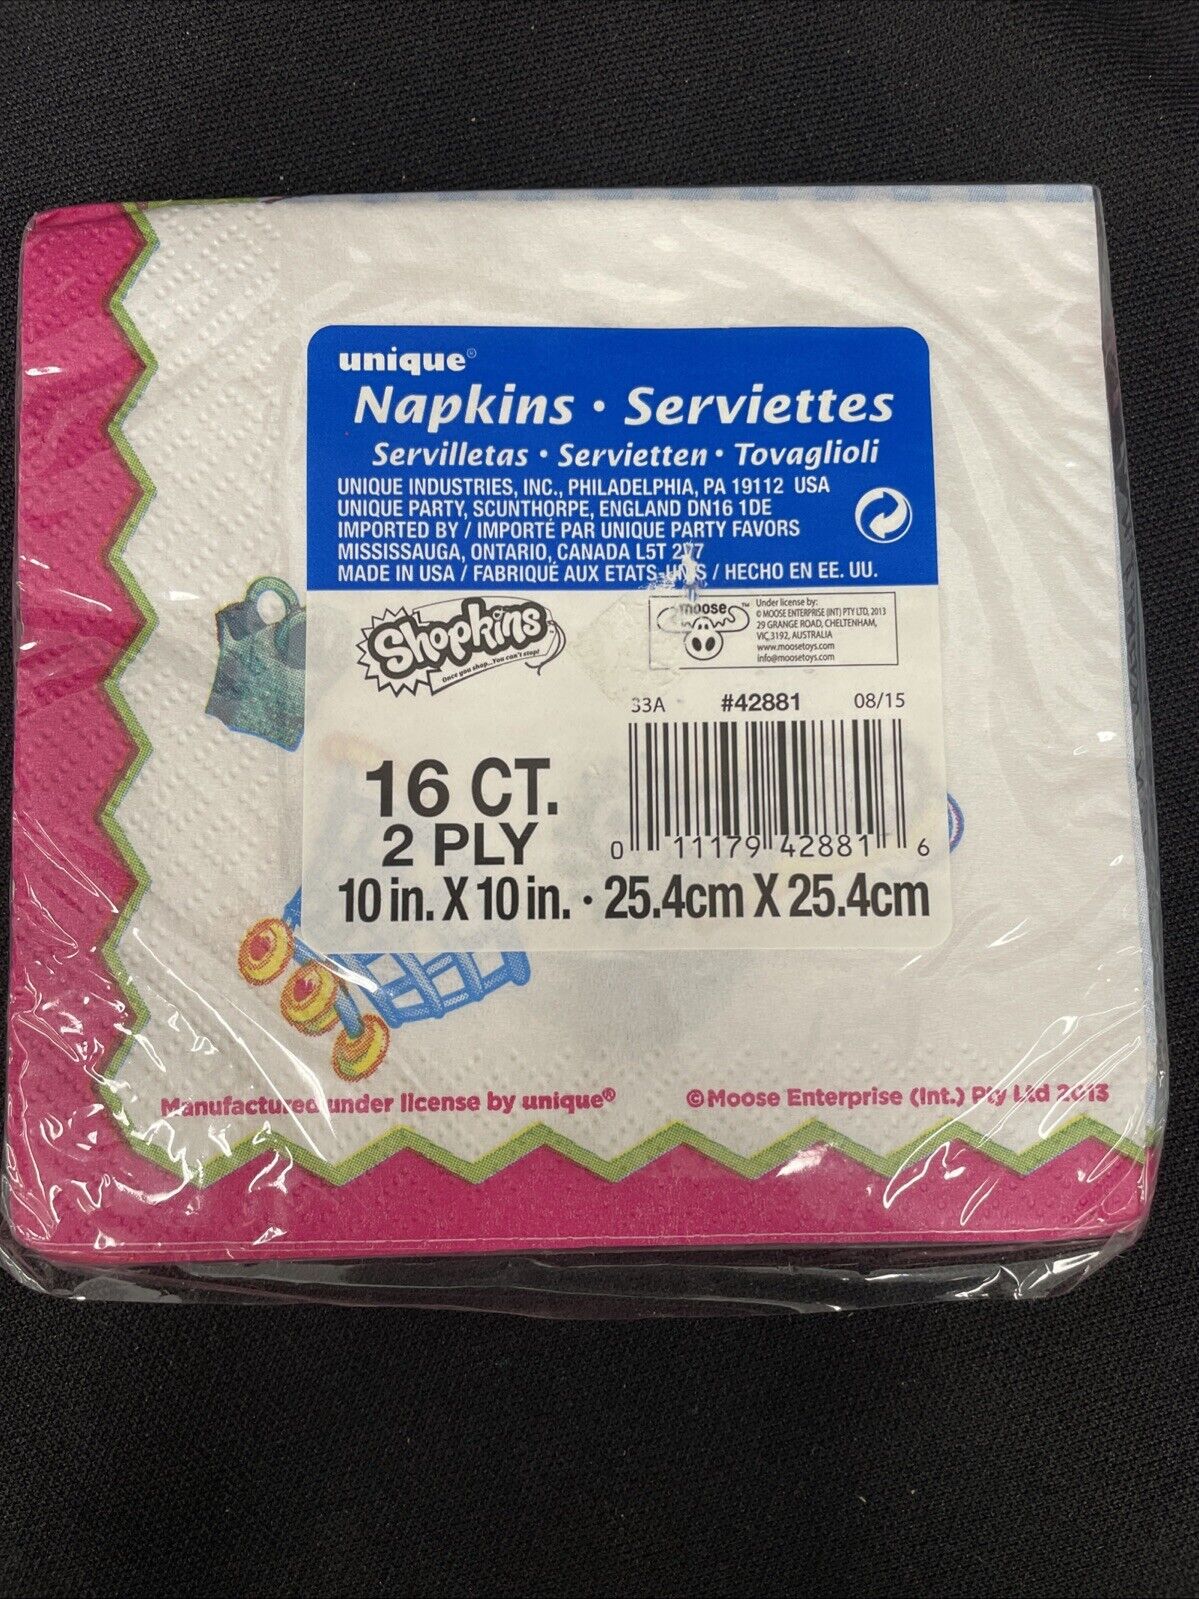 unique®
Napkins • Serviettes
Servilletas • Servietten • Tovaglioli
UNIQUE INDUSTRIES, INC., PHILADELPHIA, PA 19112 USA
UNIQUE PARTY, SCUNTHORPE, ENGLAND DN16 1DE
IMPORTED BY / IMPORTÉ PAR UNIQUE PARTY FAVORS
MISSISSAUGA, ONTARIO, CANADA L5T
MADE IN USA / FABRIQUÉ AUX ETATS-UNIS / HECHO EN EE. UU.
Shopkins™
Once you shop...You can't stop!
moose™
Under license by:
© MOOSE ENTERPRISE (INT) PTY LTD, 2013
29 GRANGE ROAD, CHELTENHAM,
VIC, 3192, AUSTRALIA
www.moosetoys.com
info@moosetoys.com
33A #42881 08/15
16 CT.
2 PLY
0 11179 42881 6
10 in. X 10 in. • 25.4cm X 25.4cm
Manufactured under license by unique® ©Moose Enterprise (Int.) Pty Ltd 2013